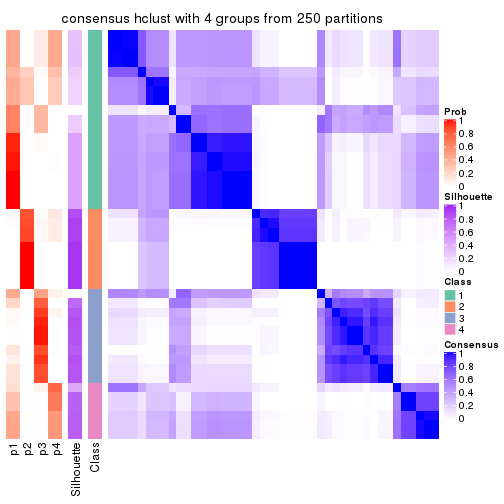 consensus hclust with 4 groups from 250 partitions
Prob
1
0.8
0.6
0.4
0.2
0
Silhouette
1
0.8
0.6
0.4
0.2
0
Class
1
2
3
4
Consensus
1
0.8
0.6
0.4
0.2
0
p1
p2
p3
p4
Silhouette
Class